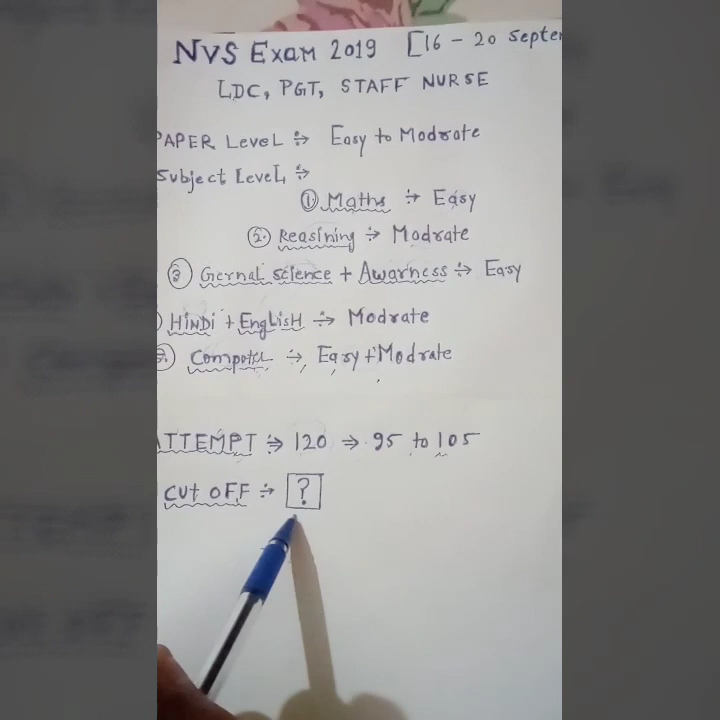 NVS Exam 2019 [16 - 20 Septem
LDC, PGT, STAFF NURSE
PAPER LeveL ÷> Easy to Modrate
Subject LeveL ÷>
① Maths ÷> Easy
②. Reasining ÷> Modrate
③ Gernal science + Awarness ÷> Easy
) HINDi + EngLisH ÷> Modrate
Computer ÷> Easy + Modrate
ATTEMPT ÷> 120 ⇒ 95 to 105
CUt OFF ÷> ?